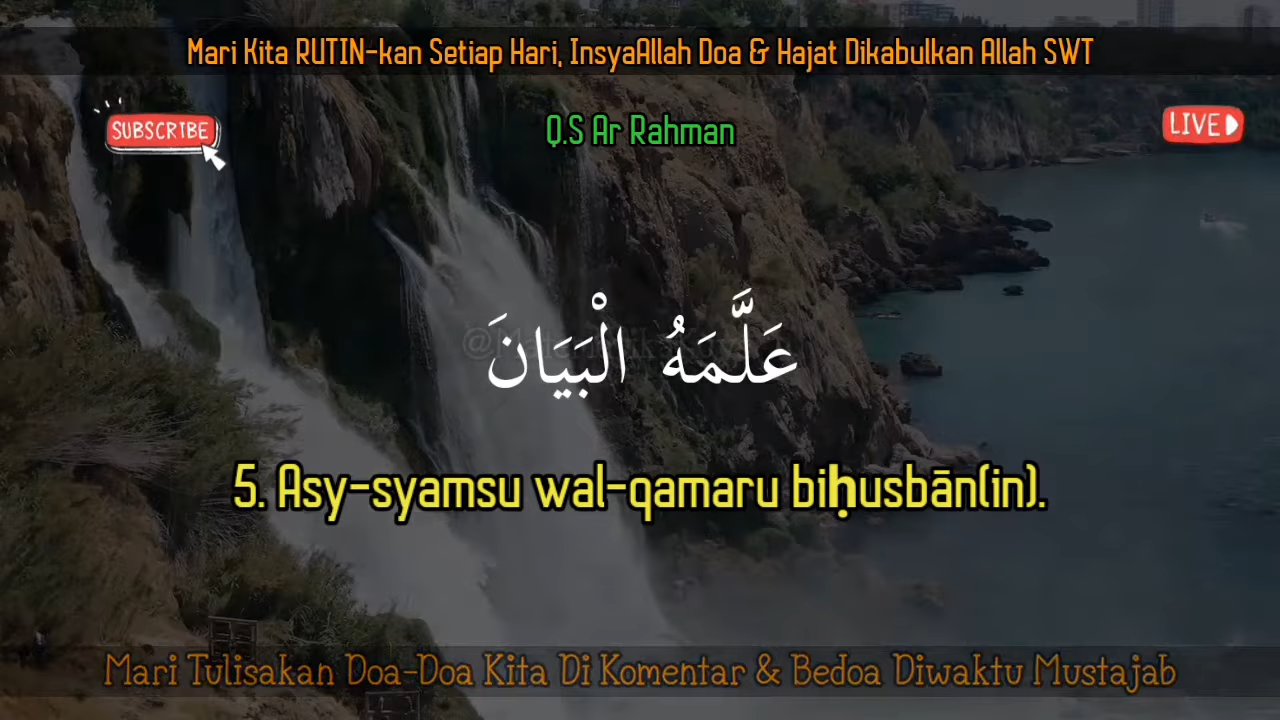 Mari Kita RUTIN-kan Setiap Hari, InsyaAllah Doa & Hajat Dikabulkan Allah SWT
SUBSCRIBE
Q.S Ar Rahman
LIVE
عَلَّمَهُ الْبَيَانَ
5. Asy-syamsu wal-qamaru biḥusbān(in).
Mari Tulisakan Doa-Doa Kita Di Komentar & Bedoa Diwaktu Mustajab